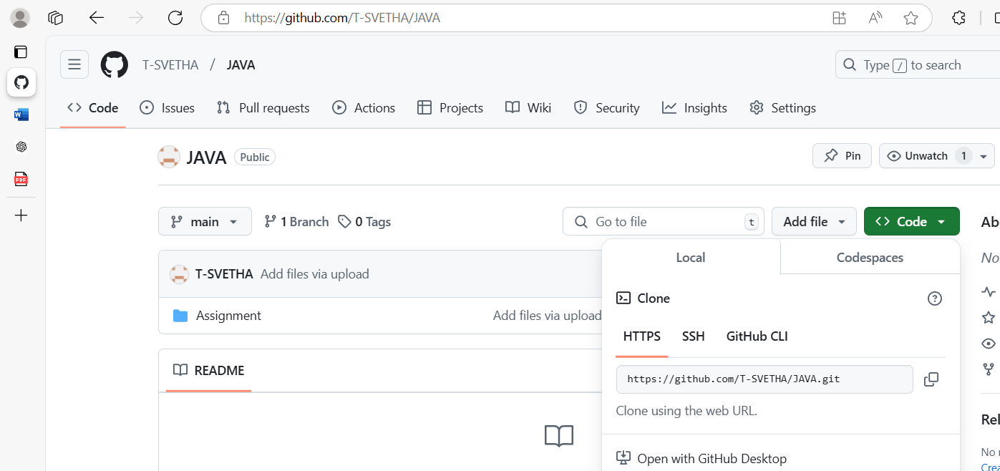 https://github.com/T-SVETHA/JAVA
T-SVETHA / JAVA
Type / to search
Code Issues Pull requests Actions Projects Wiki Security Insights Settings
JAVA Public
Pin Unwatch 1
main 1 Branch 0 Tags
Go to file t Add file Code
Ab
No
T-SVETHA Add files via upload
Assignment Add files via upload
README
Local Codespaces
Clone
HTTPS SSH GitHub CLI
https://github.com/T-SVETHA/JAVA.git
Clone using the web URL.
Open with GitHub Desktop
Rel
No r
Crea